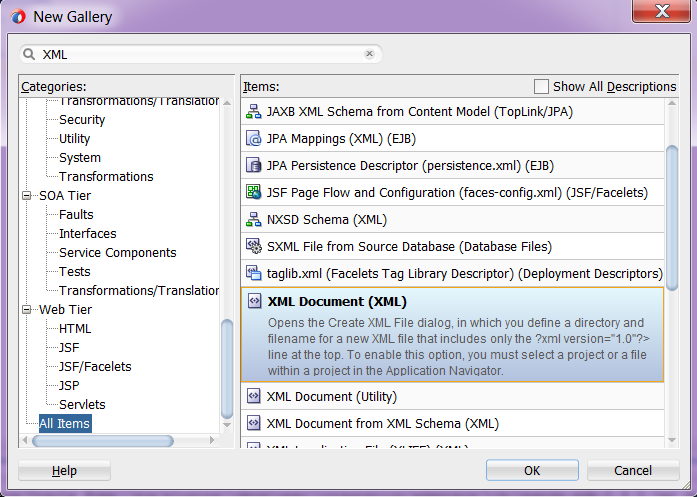 New Gallery
XML
Categories:
Transformations/Translation
Security
Utility
System
Transformations
SOA Tier
Faults
Interfaces
Service Components
Tests
Transformations/Translation
Web Tier
HTML
JSF
JSF/Facelets
JSP
Servlets
All Items
Items:
Show All Descriptions
JAXB XML Schema from Content Model (TopLink/JPA)
JPA Mappings (XML) (EJB)
JPA Persistence Descriptor (persistence.xml) (EJB)
JSF Page Flow and Configuration (faces-config.xml) (JSF/Facelets)
NXSD Schema (XML)
SXML File from Source Database (Database Files)
taglib.xml (Facelets Tag Library Descriptor) (Deployment Descriptors)
XML Document (XML)
Opens the Create XML File dialog, in which you define a directory and
filename for a new XML file that includes only the ?xml version="1.0"?>
line at the top. To enable this option, you must select a project or a file
within a project in the Application Navigator.
XML Document (Utility)
XML Document from XML Schema (XML)
XML Localization File (XLIFF) (XML)
Help
OK
Cancel